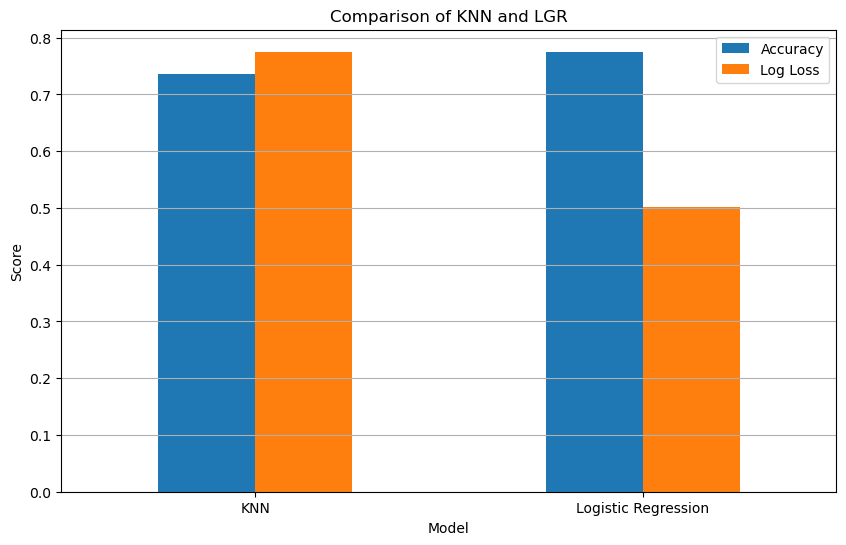 Comparison of KNN and LGR
Accuracy
Log Loss
0.8
0.7
0.6
0.5
0.4
0.3
0.2
0.1
0.0
Score
KNN
Logistic Regression
Model